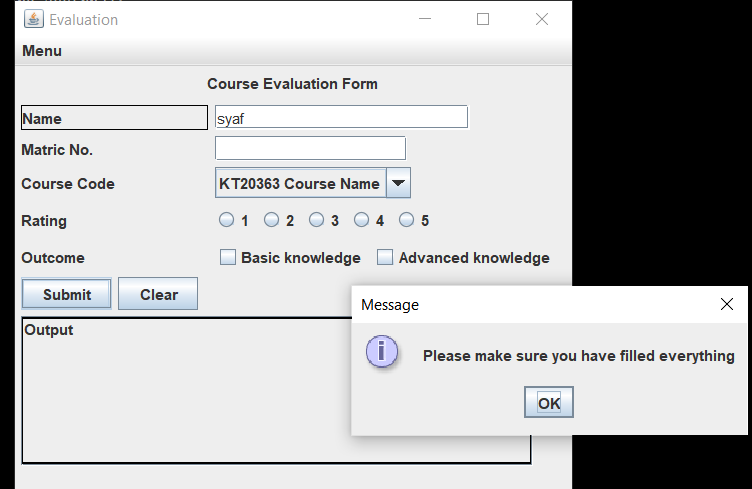 Evaluation
Menu
Course Evaluation Form
Name syaf
Matric No.
Course Code KT20363 Course Name
Rating 1 2 3 4 5
Outcome Basic knowledge Advanced knowledge
Submit Clear
Output
Message
i
Please make sure you have filled everything
OK